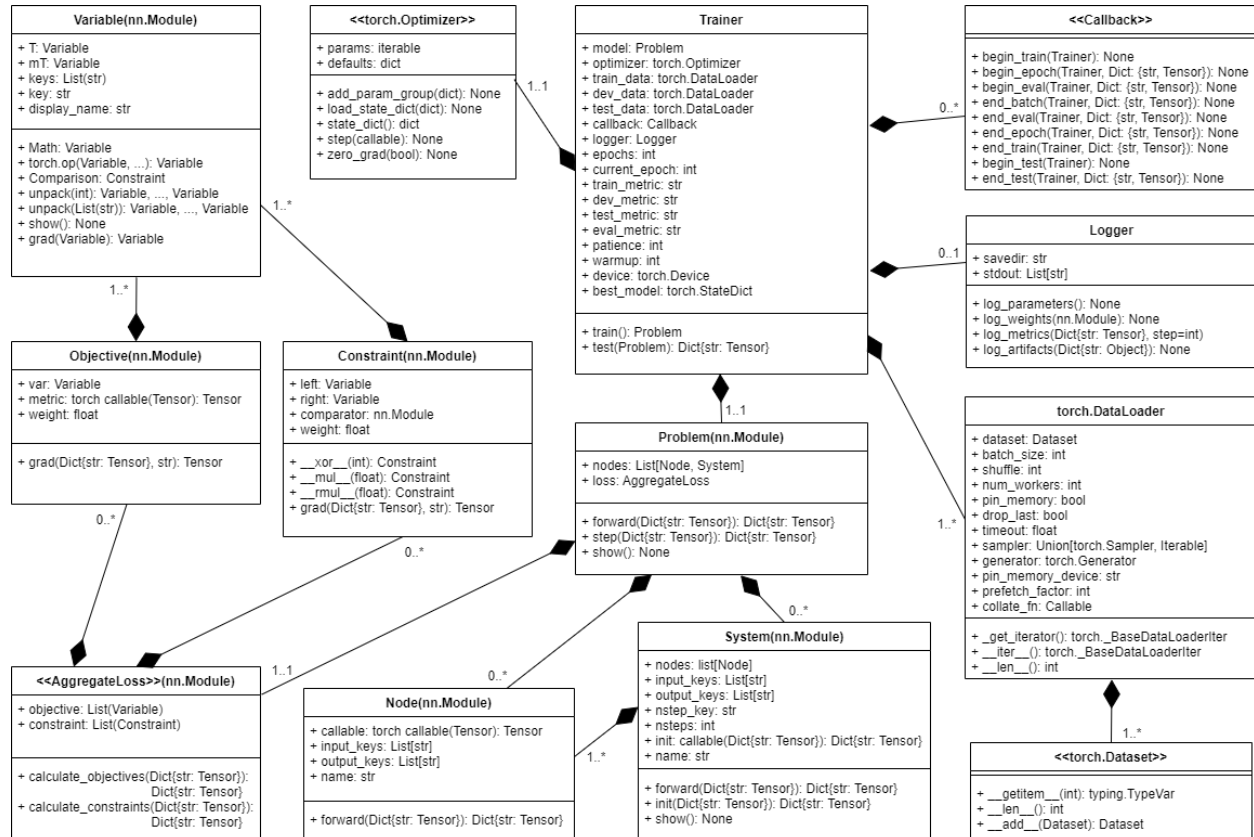 Variable(nn.Module)
+ T: Variable
+ mT: Variable
+ keys: List(str)
+ key: str
+ display_name: str
+ Math: Variable
+ torch.op(Variable, ...): Variable
+ Comparison: Constraint
+ unpack(int): Variable, ..., Variable
+ unpack(List(str)): Variable, ..., Variable
+ show(): None
+ grad(Variable): Variable
1..*
1..*
<<torch.Optimizer>>
+ params: iterable
+ defaults: dict
+ add_param_group(dict): None
+ load_state_dict(dict): None
+ state_dict(): dict
+ step(callable): None
+ zero_grad(bool): None
1..1
Trainer
+ model: Problem
+ optimizer: torch.Optimizer
+ train_data: torch.DataLoader
+ dev_data: torch.DataLoader
+ test_data: torch.DataLoader
+ callback: Callback
+ logger: Logger
+ epochs: int
+ current_epoch: int
+ train_metric: str
+ dev_metric: str
+ test_metric: str
+ eval_metric: str
+ patience: int
+ warmup: int
+ device: torch.Device
+ best_model: torch.StateDict
+ train(): Problem
+ test(Problem): Dict{str: Tensor}
<<Callback>>
+ begin_train(Trainer): None
+ begin_epoch(Trainer, Dict: {str, Tensor}): None
+ begin_eval(Trainer, Dict: {str, Tensor}): None
+ end_batch(Trainer, Dict: {str, Tensor}): None
+ end_eval(Trainer, Dict: {str, Tensor}): None
+ end_epoch(Trainer, Dict: {str, Tensor}): None
+ end_train(Trainer, Dict: {str, Tensor}): None
+ begin_test(Trainer): None
+ end_test(Trainer, Dict: {str, Tensor}): None
0..*
Logger
+ savedir: str
+ stdout: List[str]
+ log_parameters(): None
+ log_weights(nn.Module): None
+ log_metrics(Dict{str: Tensor}, step=int)
+ log_artifacts(Dict{str: Object}): None
0..1
Objective(nn.Module)
+ var: Variable
+ metric: torch callable(Tensor): Tensor
+ weight: float
+ grad(Dict{str: Tensor}, str): Tensor
0..*
Constraint(nn.Module)
+ left: Variable
+ right: Variable
+ comparator: nn.Module
+ weight: float
+ __xor__(int): Constraint
+ __mul__(float): Constraint
+ __rmul__(float): Constraint
+ grad(Dict{str: Tensor}, str): Tensor
0..*
1..1
Problem(nn.Module)
+ nodes: List[Node, System]
+ loss: AggregateLoss
+ forward(Dict{str: Tensor}): Dict{str: Tensor}
+ step(Dict{str: Tensor}): Dict{str: Tensor}
+ show(): None
torch.DataLoader
+ dataset: Dataset
+ batch_size: int
+ shuffle: int
+ num_workers: int
+ pin_memory: bool
+ drop_last: bool
+ timeout: float
+ sampler: Union[torch.Sampler, Iterable]
+ generator: torch.Generator
+ pin_memory_device: str
+ prefetch_factor: int
+ collate_fn: Callable
+ _get_iterator(): torch._BaseDataLoaderIter
+ __iter__(): torch._BaseDataLoaderIter
+ __len__(): int
1..*
<<AggregateLoss>>(nn.Module)
+ objective: List(Variable)
+ constraint: List(Constraint)
+ calculate_objectives(Dict{str: Tensor}):
Dict{str: Tensor}
+ calculate_constraints(Dict{str: Tensor}):
Dict{str: Tensor}
1..1
0..*
Node(nn.Module)
+ callable: torch callable(Tensor): Tensor
+ input_keys: List[str]
+ output_keys: List[str]
+ name: str
+ forward(Dict{str: Tensor}): Dict{str: Tensor}
1..*
0..*
System(nn.Module)
+ nodes: list[Node]
+ input_keys: List[str]
+ output_keys: List[str]
+ nstep_key: str
+ nsteps: int
+ init: callable(Dict{str: Tensor}): Dict{str: Tensor}
+ name: str
+ forward(Dict{str: Tensor}): Dict{str: Tensor}
+ init(Dict{str: Tensor}): Dict{str: Tensor}
+ show(): None
1..*
<<torch.Dataset>>
+ __getitem__(int): typing.TypeVar
+ __len__(): int
+ __add__(Dataset): Dataset